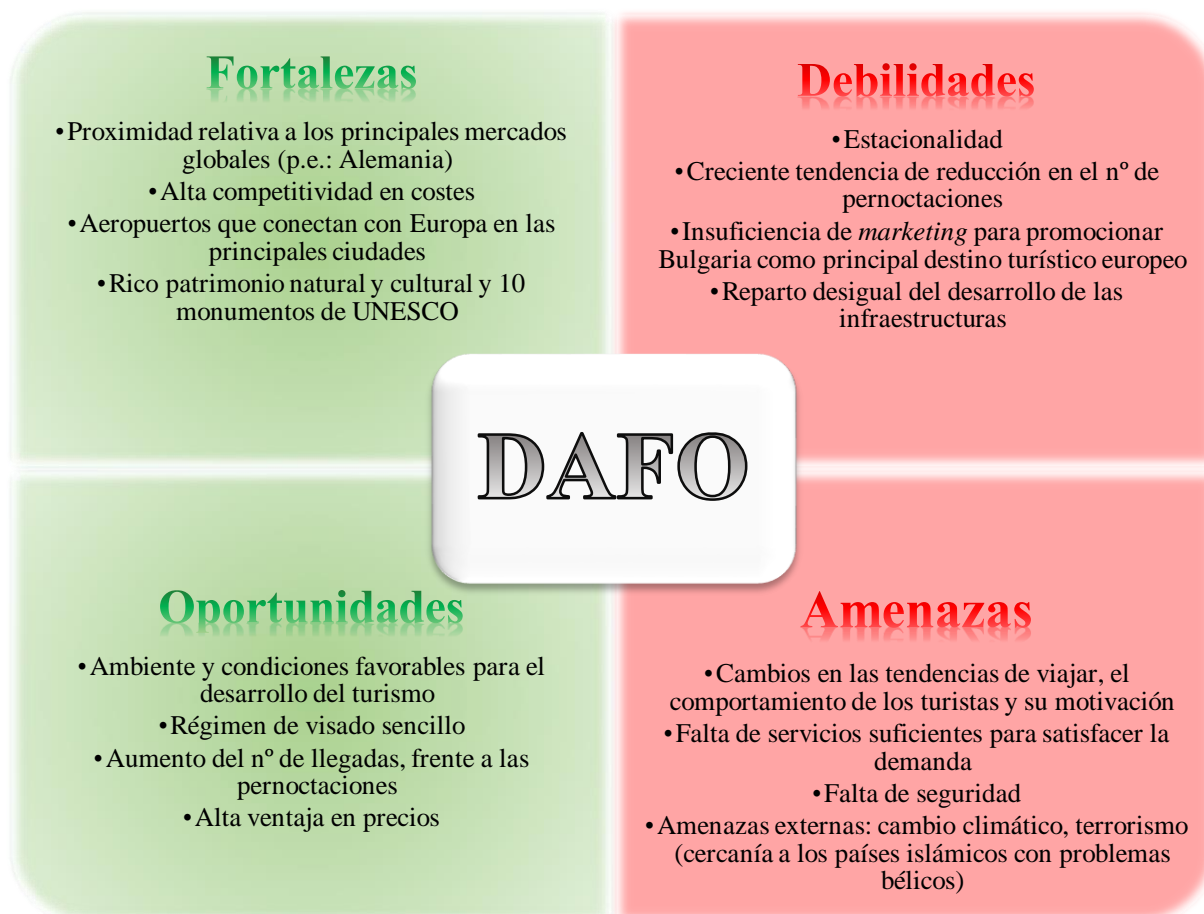 Fortalezas
•Proximidad relativa a los principales mercados
globales (p.e.: Alemania)
•Alta competitividad en costes
•Aeropuertos que conectan con Europa en las
principales ciudades
•Rico patrimonio natural y cultural y 10
monumentos de UNESCO
Debilidades
•Estacionalidad
•Creciente tendencia de reducción en el nº de
pernoctaciones
•Insuficiencia de marketing para promocionar
Bulgaria como principal destino turístico europeo
•Reparto desigual del desarrollo de las
infraestructuras
DAFO
Oportunidades
•Ambiente y condiciones favorables para el
desarrollo del turismo
•Régimen de visado sencillo
•Aumento del nº de llegadas, frente a las
pernoctaciones
•Alta ventaja en precios
Amenazas
•Cambios en las tendencias de viajar, el
comportamiento de los turistas y su motivación
•Falta de servicios suficientes para satisfacer la
demanda
•Falta de seguridad
•Amenazas externas: cambio climático, terrorismo
(cercanía a los países islámicos con problemas
bélicos)